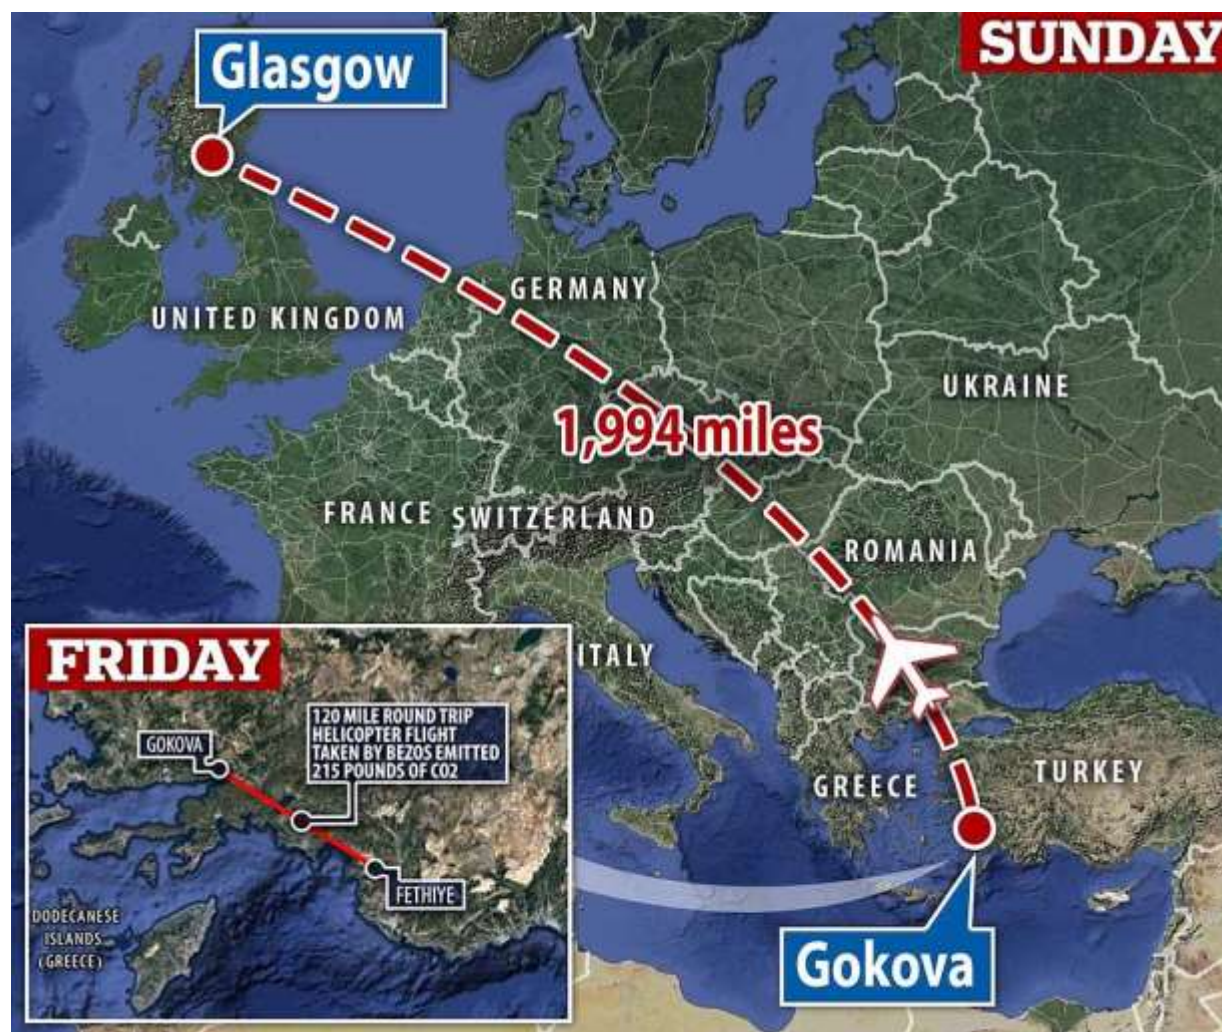 SUNDAY
Glasgow
GERMANY
UNITED KINGDOM
UKRAINE
1,994 miles
FRANCE
SWITZERLAND
ROMANIA
ITALY
GREECE
TURKEY
Gokova
FRIDAY
120 MILE ROUND TRIP
HELICOPTER FLIGHT
TAKEN BY BEZOS EMITTED
215 POUNDS OF CO2
GOKOVA
FETHIYE
DODECANESE
ISLANDS
(GREECE)